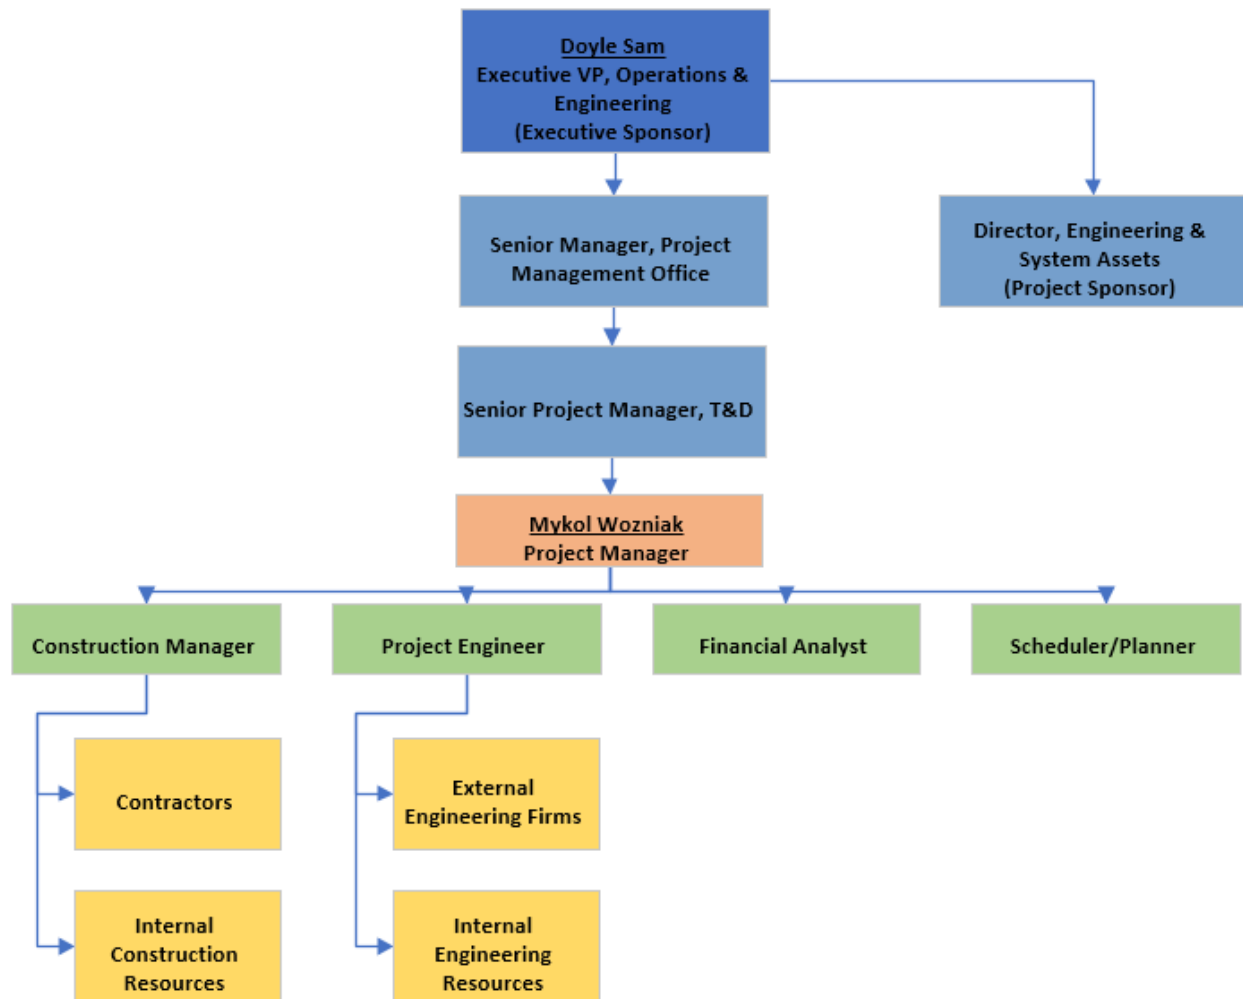 Doyle Sam
Executive VP, Operations &
Engineering
(Executive Sponsor)
Senior Manager, Project
Management Office
Director, Engineering &
System Assets
(Project Sponsor)
Senior Project Manager, T&D
Mykol Wozniak
Project Manager
Construction Manager
Project Engineer
Financial Analyst
Scheduler/Planner
Contractors
External
Engineering Firms
Internal
Construction
Resources
Internal
Engineering
Resources